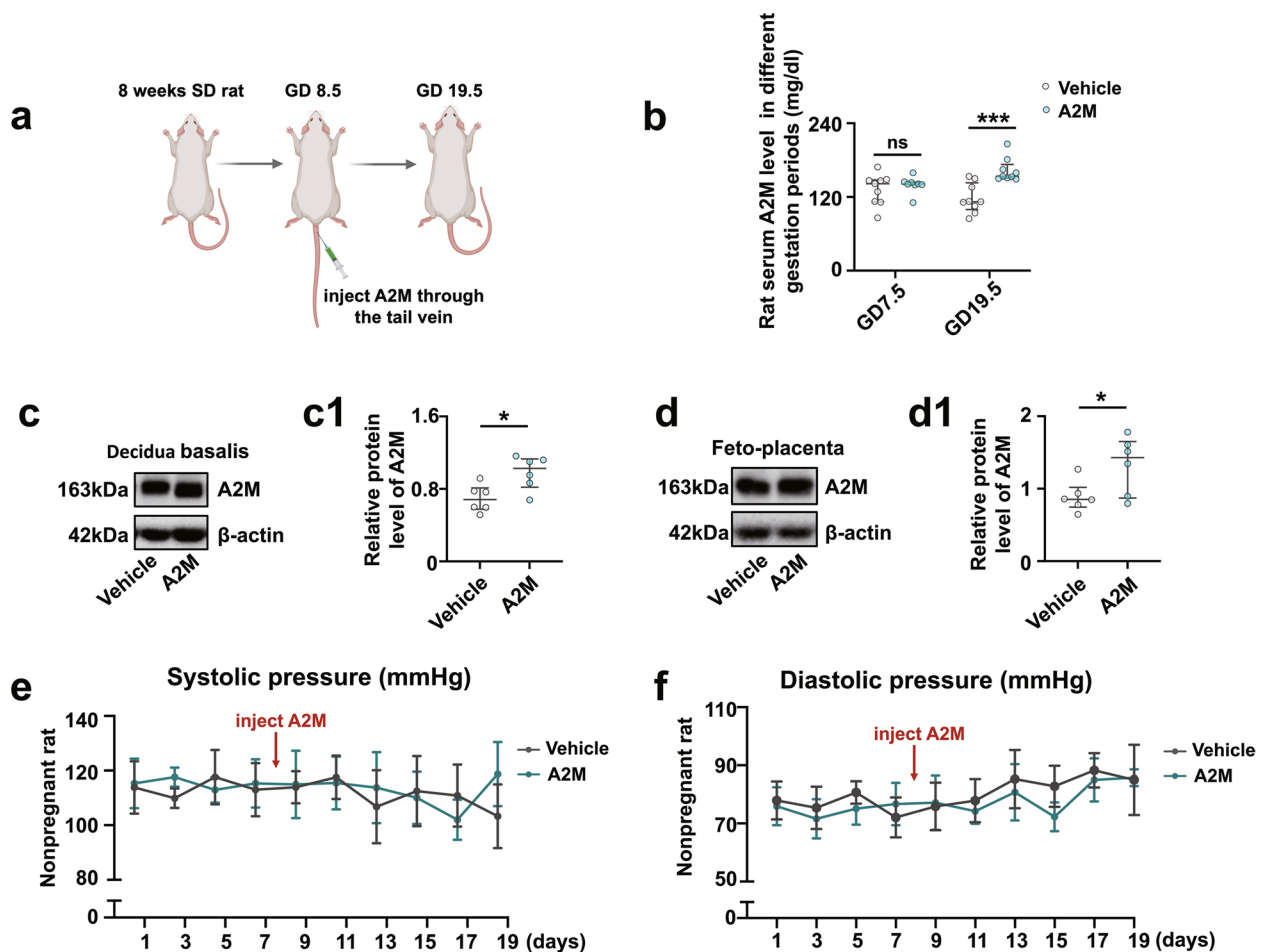 a
8 weeks SD rat
GD 8.5
GD 19.5
inject A2M through
the tail vein
b
Rat serum A2M level in different
gestation periods (mg/dl)
240
120
0
ns
***
GD7.5
GD19.5
Vehicle
A2M
c
Decidua basalis
163kDa
A2M
42kDa
β-actin
Vehicle
A2M
c1
Relative protein
level of A2M
1.6
0.8
0
*
Vehicle
A2M
d
Feto-placenta
163kDa
A2M
42kDa
β-actin
Vehicle
A2M
d1
Relative protein
level of A2M
2
1
0
*
Vehicle
A2M
e
Systolic pressure (mmHg)
Nonpregnant rat
140
120
100
80
0
inject A2M
Vehicle
A2M
1 3 5 7 9 11 13 15 17 19 (days)
f
Diastolic pressure (mmHg)
Nonpregnant rat
110
90
70
50
0
inject A2M
Vehicle
A2M
1 3 5 7 9 11 13 15 17 19 (days)